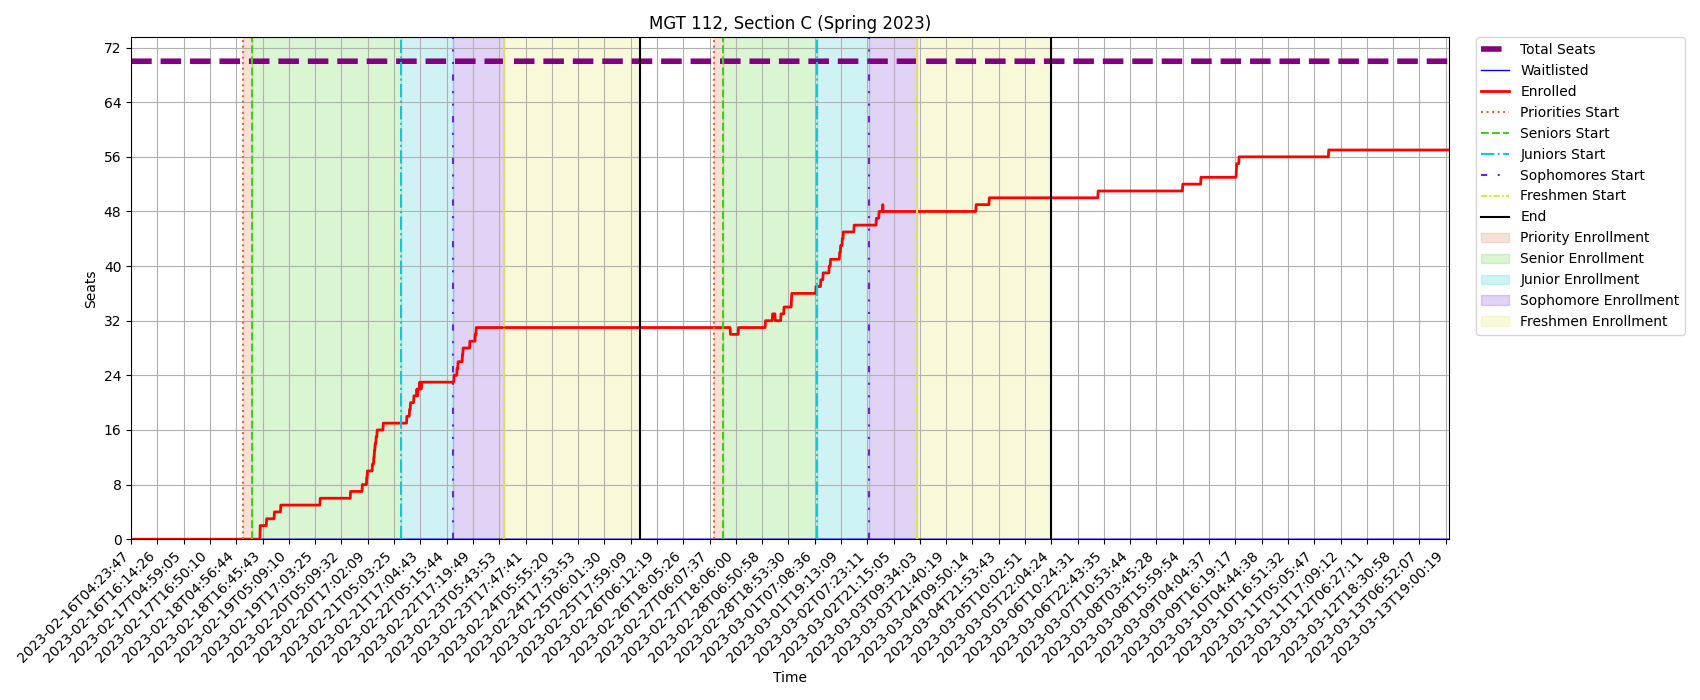 MGT 112, Section C (Spring 2023)
72
64
56
48
40
32
24
16
8
0
Seats
2023-02-16T04:23:47
2023-02-16T16:14:26
2023-02-17T04:59:05
2023-02-17T16:50:10
2023-02-18T04:56:44
2023-02-18T16:45:43
2023-02-19T05:09:10
2023-02-19T17:03:25
2023-02-20T05:09:32
2023-02-20T17:02:09
2023-02-21T05:03:25
2023-02-21T17:04:43
2023-02-22T05:15:44
2023-02-22T17:19:49
2023-02-23T05:43:53
2023-02-23T17:47:41
2023-02-24T05:55:20
2023-02-24T17:53:53
2023-02-25T06:01:30
2023-02-25T17:59:09
2023-02-26T06:12:19
2023-02-26T18:05:26
2023-02-27T06:07:37
2023-02-27T18:06:00
2023-02-28T06:50:58
2023-02-28T18:53:30
2023-03-01T07:08:36
2023-03-01T19:13:09
2023-03-02T07:23:11
2023-03-02T21:15:05
2023-03-03T09:34:03
2023-03-03T21:40:19
2023-03-04T09:50:14
2023-03-04T21:53:43
2023-03-05T10:02:51
2023-03-05T22:04:24
2023-03-06T10:24:31
2023-03-06T22:43:35
2023-03-07T10:53:44
2023-03-08T03:45:28
2023-03-08T15:59:54
2023-03-09T04:04:37
2023-03-09T16:19:17
2023-03-10T04:44:38
2023-03-10T16:51:32
2023-03-11T05:05:47
2023-03-11T17:09:12
2023-03-12T06:27:11
2023-03-12T18:30:58
2023-03-13T06:52:07
2023-03-13T19:00:19
Time
Total Seats
Waitlisted
Enrolled
Priorities Start
Seniors Start
Juniors Start
Sophomores Start
Freshmen Start
End
Priority Enrollment
Senior Enrollment
Junior Enrollment
Sophomore Enrollment
Freshmen Enrollment